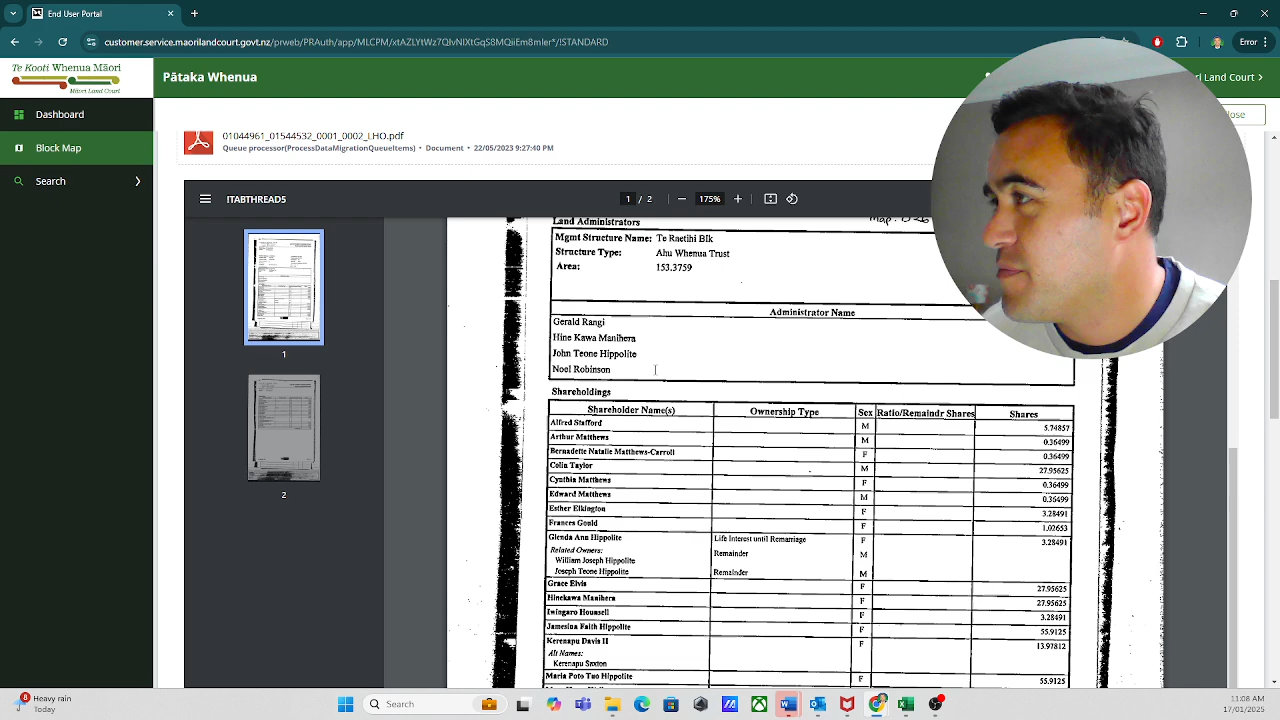 End User Portal
customer.service.maorilandcourt.govt.nz/prweb/PRAuth/app/MLCPM/xtAZLYtWz7QlvNIXtGqS8MQiiEm8mIer*/!STANDARD
Error
Te Kooti Whenua Māori
Māori Land Court
Pātaka Whenua
rl Land Court
Dashboard
lose
Block Map
Search
01044961_01544532_0001_0002_LHO.pdf
Queue processor(ProcessDataMigrationQueueItems) • Document • 22/05/2023 9:27:40 PM
ITABTHREAD5
1 / 2
175%
1
2
Land Administrators
Map:
Mgmt Structure Name: Te Raetihi Blk
Structure Type: Ahu Whenua Trust
Area: 153.3759
Administrator Name
Gerald Rangi
Hine Kawa Manihera
John Teone Hippolite
Noel Robinson
Shareholdings
Shareholder Name(s) Ownership Type Sex Ratio/Remaindr Shares Shares
Alfred Stafford M 5.74857
Arthur Matthews M 0.36499
Bernadette Natalie Matthews-Carroll F 0.36499
Colin Taylor M 27.95625
Cynthia Matthews F 0.36499
Edward Matthews M 0.36499
Esther Elkington F 3.28491
Frances Gould F 1.02653
Glenda Ann Hippolite Life Interest until Remarriage F 3.28491
Related Owners:
William Joseph Hippolite Remainder M
Joseph Teone Hippolite Remainder M
Grace Elvis F 27.95625
Hinekawa Manihera F 27.95625
Iwingaro Hounsell F 3.28491
Jamesina Faith Hippolite F 55.9125
Kerenapu Davis II F 13.97812
Alt Names:
Kerenapu Saxton
Maria Poto Tuo Hippolite F 55.9125
8
Heavy rain
Today
Search
11:08 AM
17/01/2025